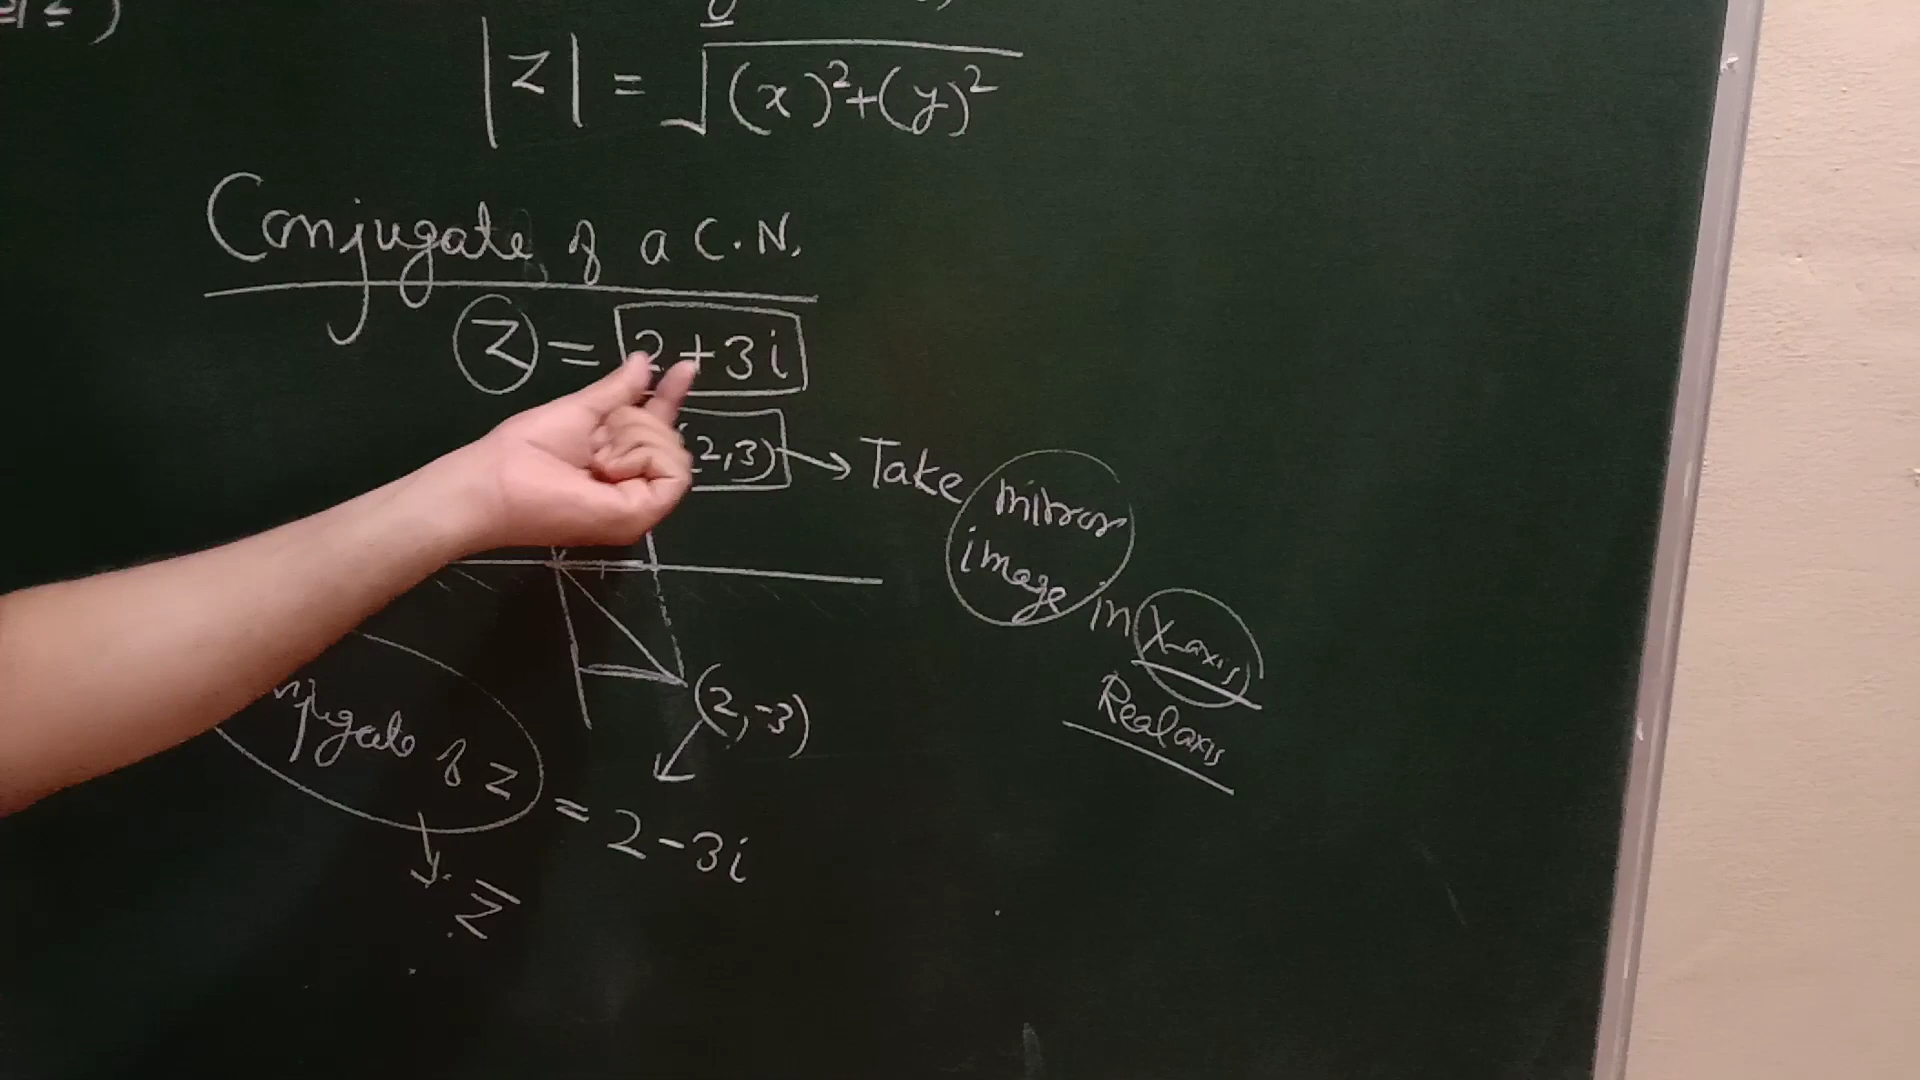 |z| = √(x)²+(y)²
Conjugate of a C.N.
z = 2+3i
(2,3) → Take mirror
image in X-axis
Real axis
(2,-3)
njugate of z = 2-3i
z̅